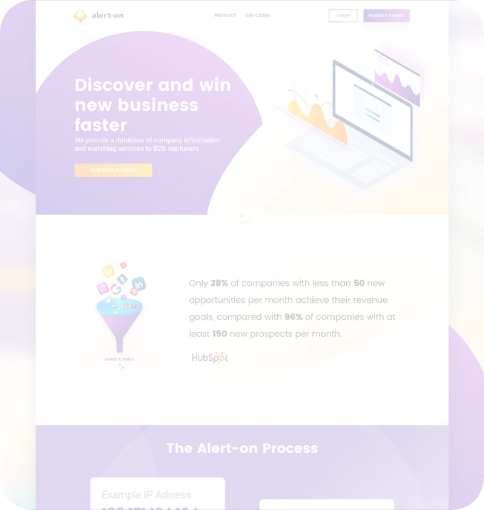 alert-on PRODUCT USE CASES LOGIN REQUEST A DEMO
Discover and win
new business
faster
We provide a database of company information
and matching services to B2B marketers
REQUEST A DEMO
Only 28% of companies with less than 50 new
opportunities per month achieve their revenue
goals, compared with 96% of companies with at
least 150 new prospects per month.
HubSpot
The Alert-on Process
Example IP Adrress